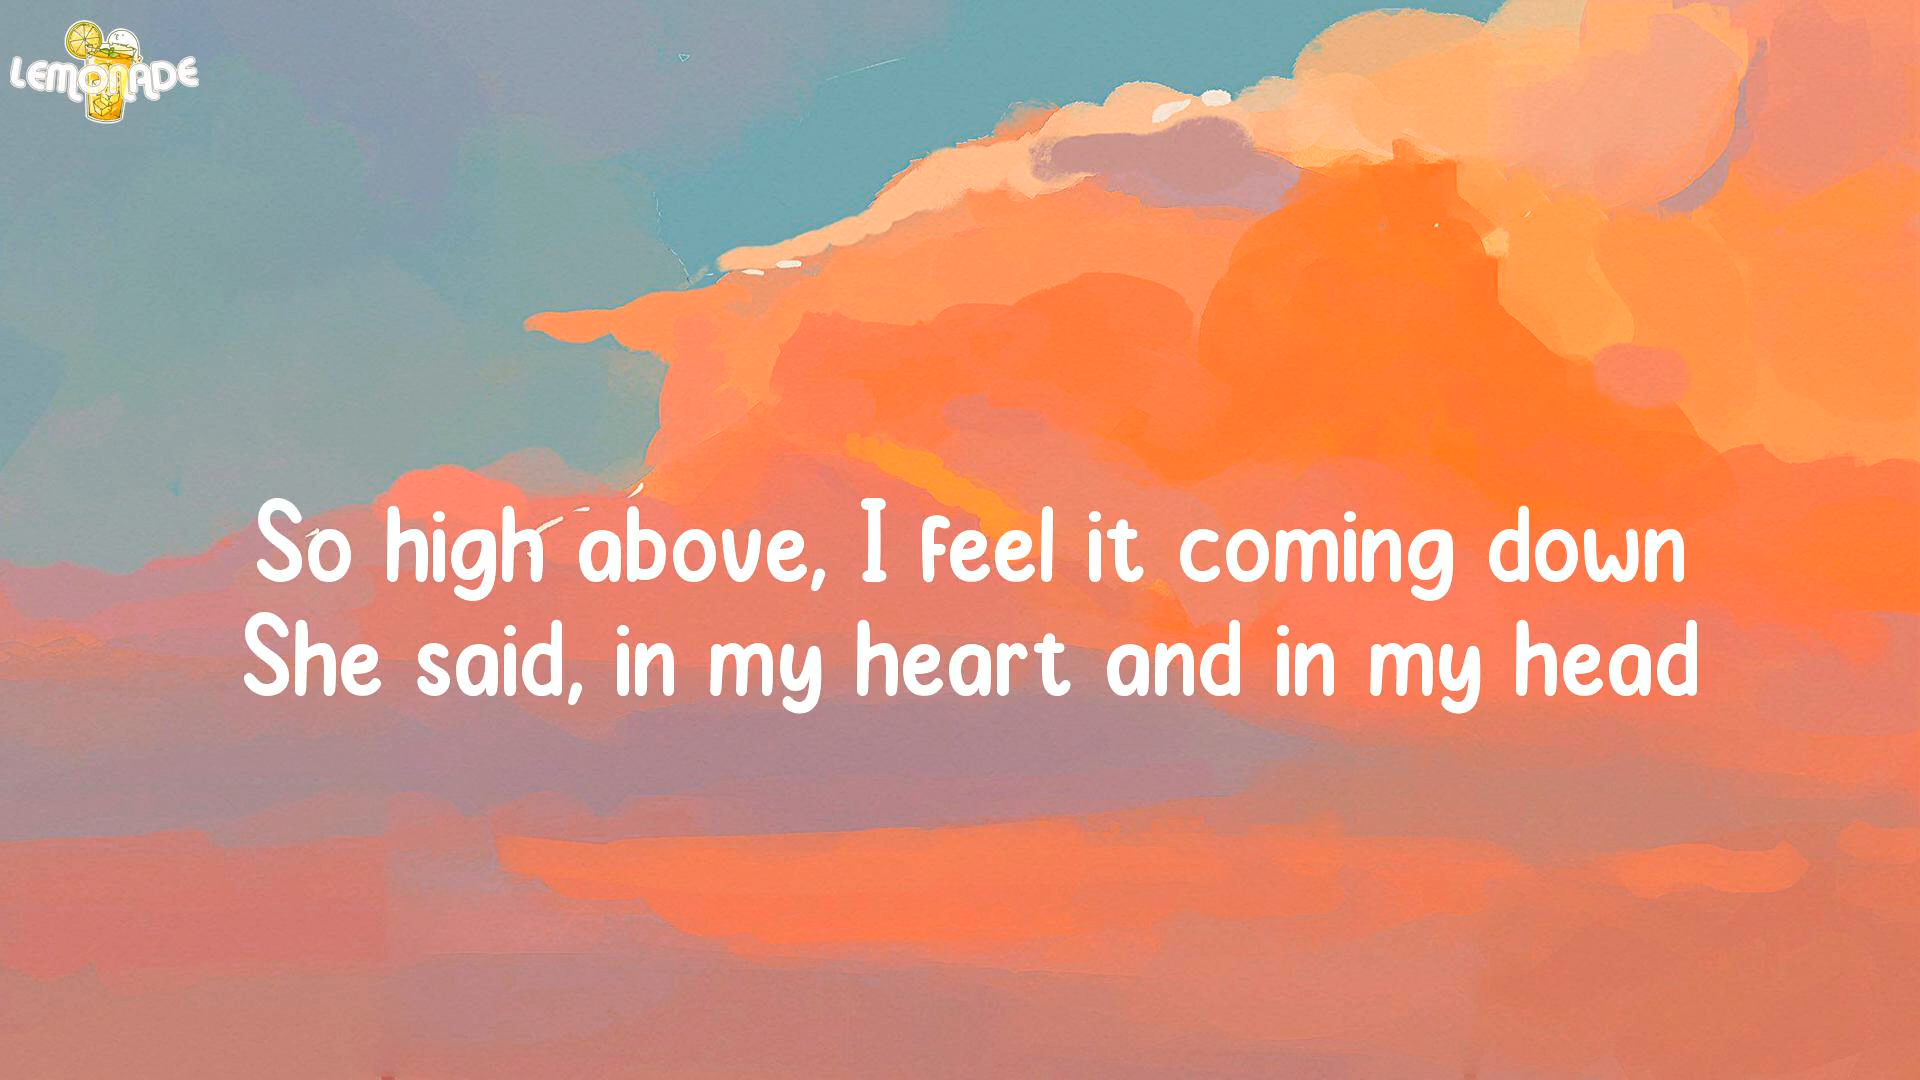 LEMONADE
So high above, I feel it coming down
She said, in my heart and in my head